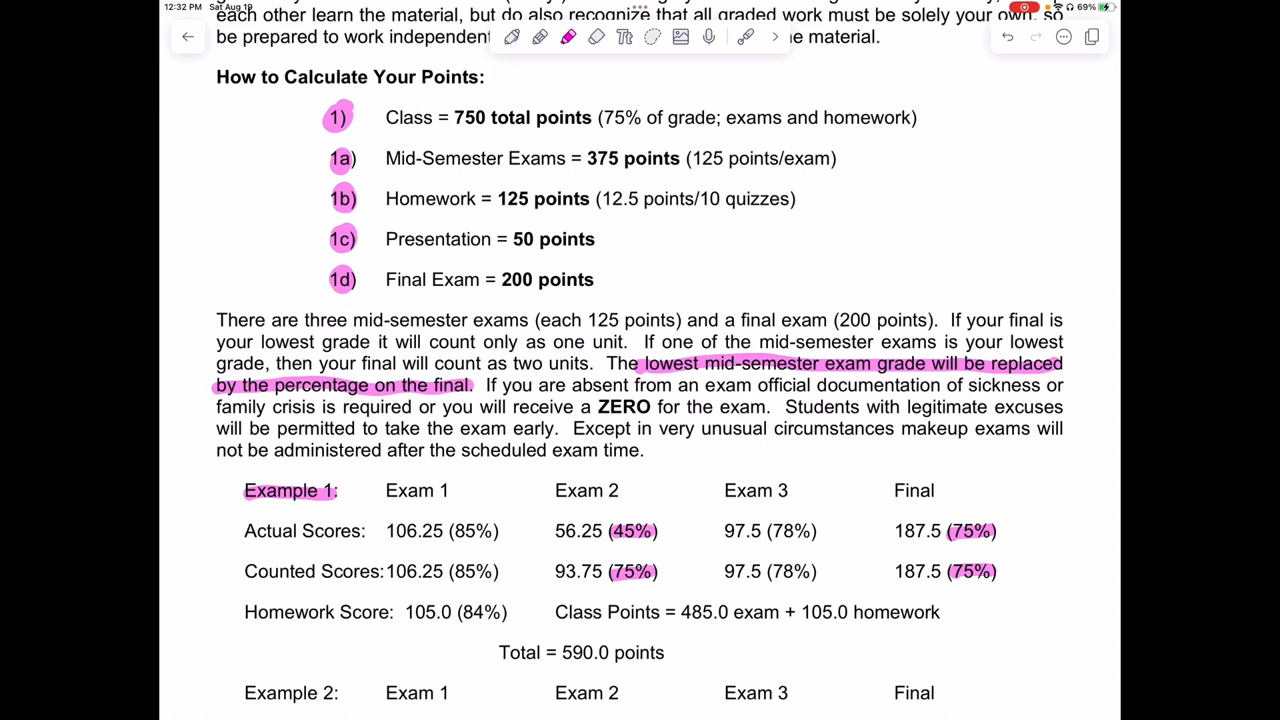 12:32 PM Sat Aug 19
69%
each other learn the material, but do also recognize that all graded work must be solely your own, so
be prepared to work independent
e material.
How to Calculate Your Points:
1) Class = 750 total points (75% of grade; exams and homework)
1a) Mid-Semester Exams = 375 points (125 points/exam)
1b) Homework = 125 points (12.5 points/10 quizzes)
1c) Presentation = 50 points
1d) Final Exam = 200 points
There are three mid-semester exams (each 125 points) and a final exam (200 points). If your final is
your lowest grade it will count only as one unit. If one of the mid-semester exams is your lowest
grade, then your final will count as two units. The lowest mid-semester exam grade will be replaced
by the percentage on the final. If you are absent from an exam official documentation of sickness or
family crisis is required or you will receive a ZERO for the exam. Students with legitimate excuses
will be permitted to take the exam early. Except in very unusual circumstances makeup exams will
not be administered after the scheduled exam time.
Example 1: Exam 1 Exam 2 Exam 3 Final
Actual Scores: 106.25 (85%) 56.25 (45%) 97.5 (78%) 187.5 (75%)
Counted Scores: 106.25 (85%) 93.75 (75%) 97.5 (78%) 187.5 (75%)
Homework Score: 105.0 (84%) Class Points = 485.0 exam + 105.0 homework
Total = 590.0 points
Example 2: Exam 1 Exam 2 Exam 3 Final